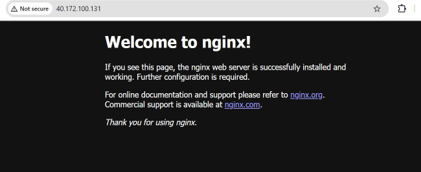 Not secure 40.172.100.131
Welcome to nginx!
If you see this page, the nginx web server is successfully installed and
working. Further configuration is required.
For online documentation and support please refer to nginx.org.
Commercial support is available at nginx.com.
Thank you for using nginx.